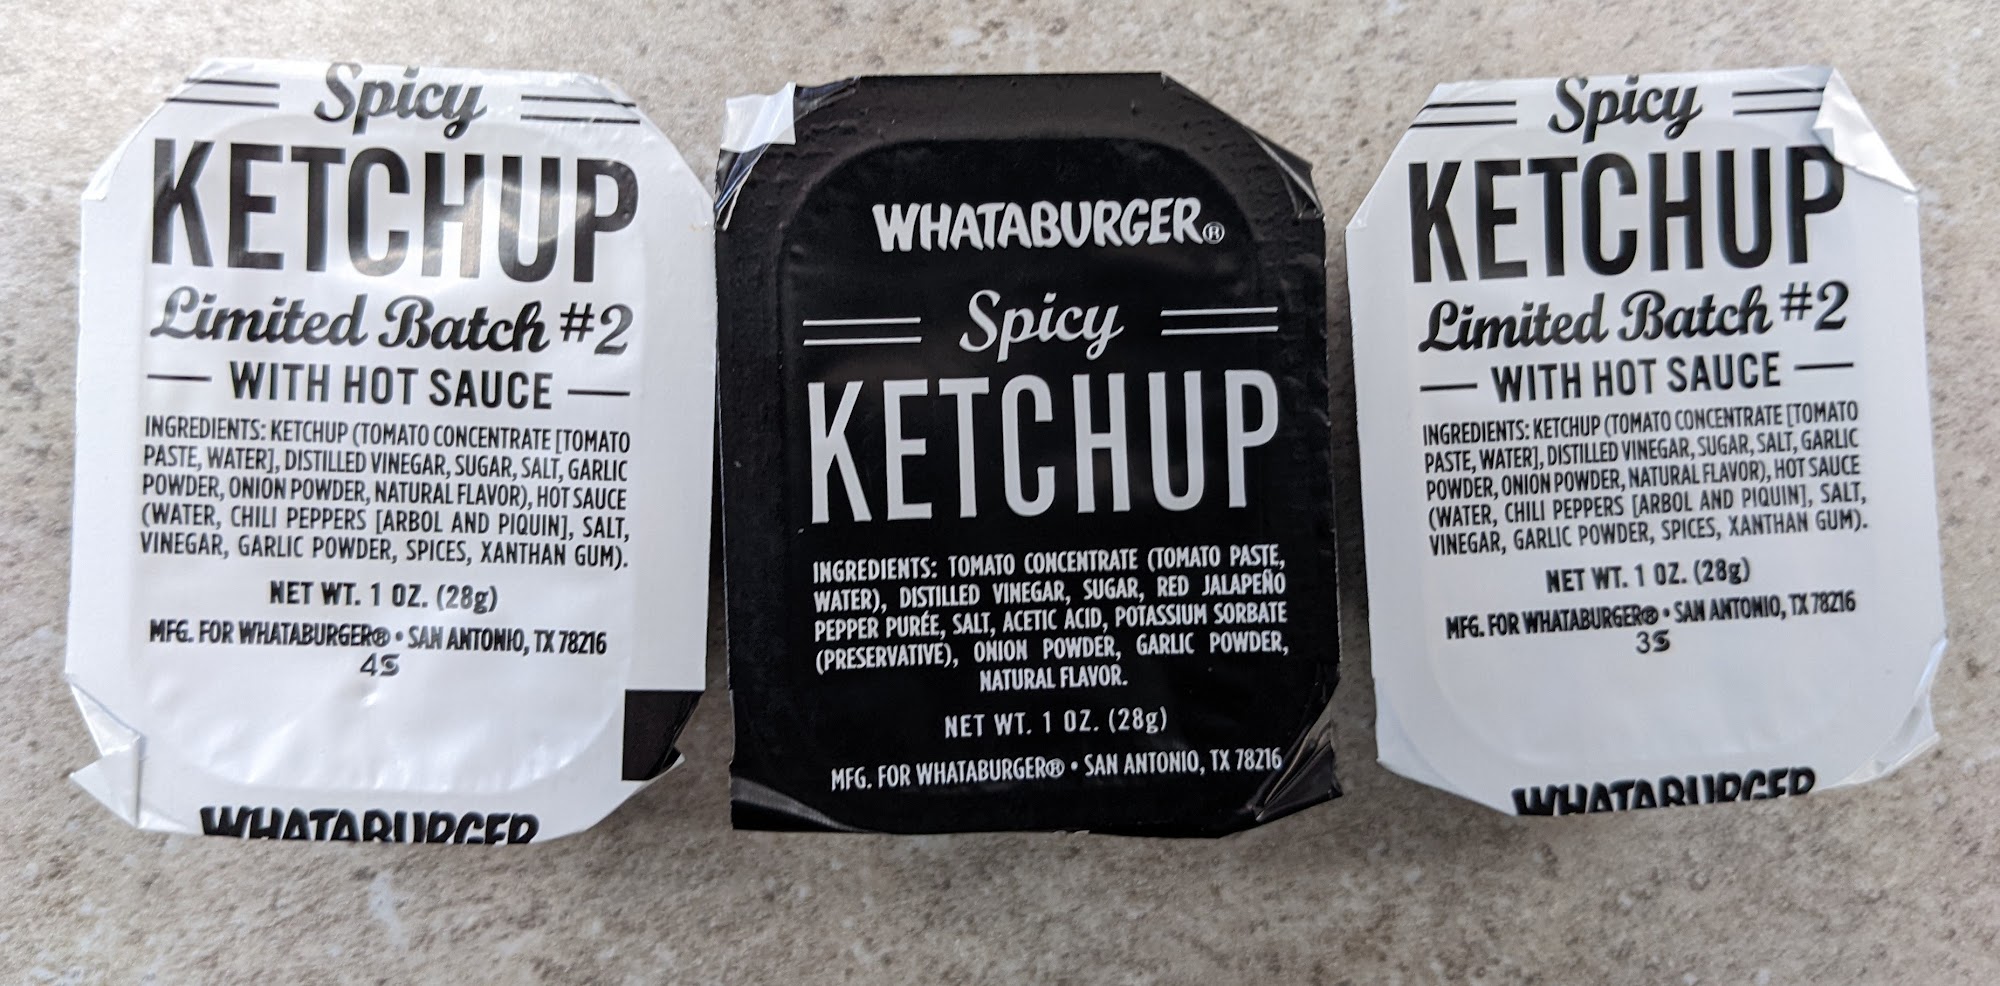 Spicy
KETCHUP
Limited Batch #2
WITH HOT SAUCE
INGREDIENTS: KETCHUP (TOMATO CONCENTRATE [TOMATO
PASTE, WATER], DISTILLED VINEGAR, SUGAR, SALT, GARLIC
POWDER, ONION POWDER, NATURAL FLAVOR), HOT SAUCE
(WATER, CHILI PEPPERS [ARBOL AND PIQUIN], SALT,
VINEGAR, GARLIC POWDER, SPICES, XANTHAN GUM).
NET WT. 1 OZ. (28g)
MFG. FOR WHATABURGER® • SAN ANTONIO, TX 78216
4S
WHATABURGER
WHATABURGER®
Spicy
KETCHUP
INGREDIENTS: TOMATO CONCENTRATE (TOMATO PASTE,
WATER), DISTILLED VINEGAR, SUGAR, RED JALAPEÑO
PEPPER PURÉE, SALT, ACETIC ACID, POTASSIUM SORBATE
(PRESERVATIVE), ONION POWDER, GARLIC POWDER,
NATURAL FLAVOR.
NET WT. 1 OZ. (28g)
MFG. FOR WHATABURGER® • SAN ANTONIO, TX 78216
Spicy
KETCHUP
Limited Batch #2
WITH HOT SAUCE
INGREDIENTS: KETCHUP (TOMATO CONCENTRATE [TOMATO
PASTE, WATER], DISTILLED VINEGAR, SUGAR, SALT, GARLIC
POWDER, ONION POWDER, NATURAL FLAVOR), HOT SAUCE
(WATER, CHILI PEPPERS [ARBOL AND PIQUIN], SALT,
VINEGAR, GARLIC POWDER, SPICES, XANTHAN GUM).
NET WT. 1 OZ. (28g)
MFG. FOR WHATABURGER® • SAN ANTONIO, TX 78216
3S
WHATABURGER